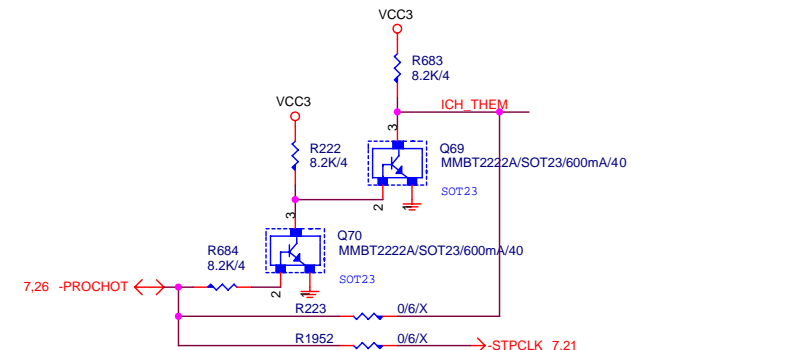 VCC3
R683
8.2K/4
ICH_THEM
VCC3
3
R222
8.2K/4
Q69
MMBT2222A/SOT23/600mA/40
SOT23
2
1
3
Q70
MMBT2222A/SOT23/600mA/40
R684
8.2K/4
SOT23
7,26 -PROCHOT
2
1
R223 0/6/X
R1952 0/6/X
-STPCLK 7,21